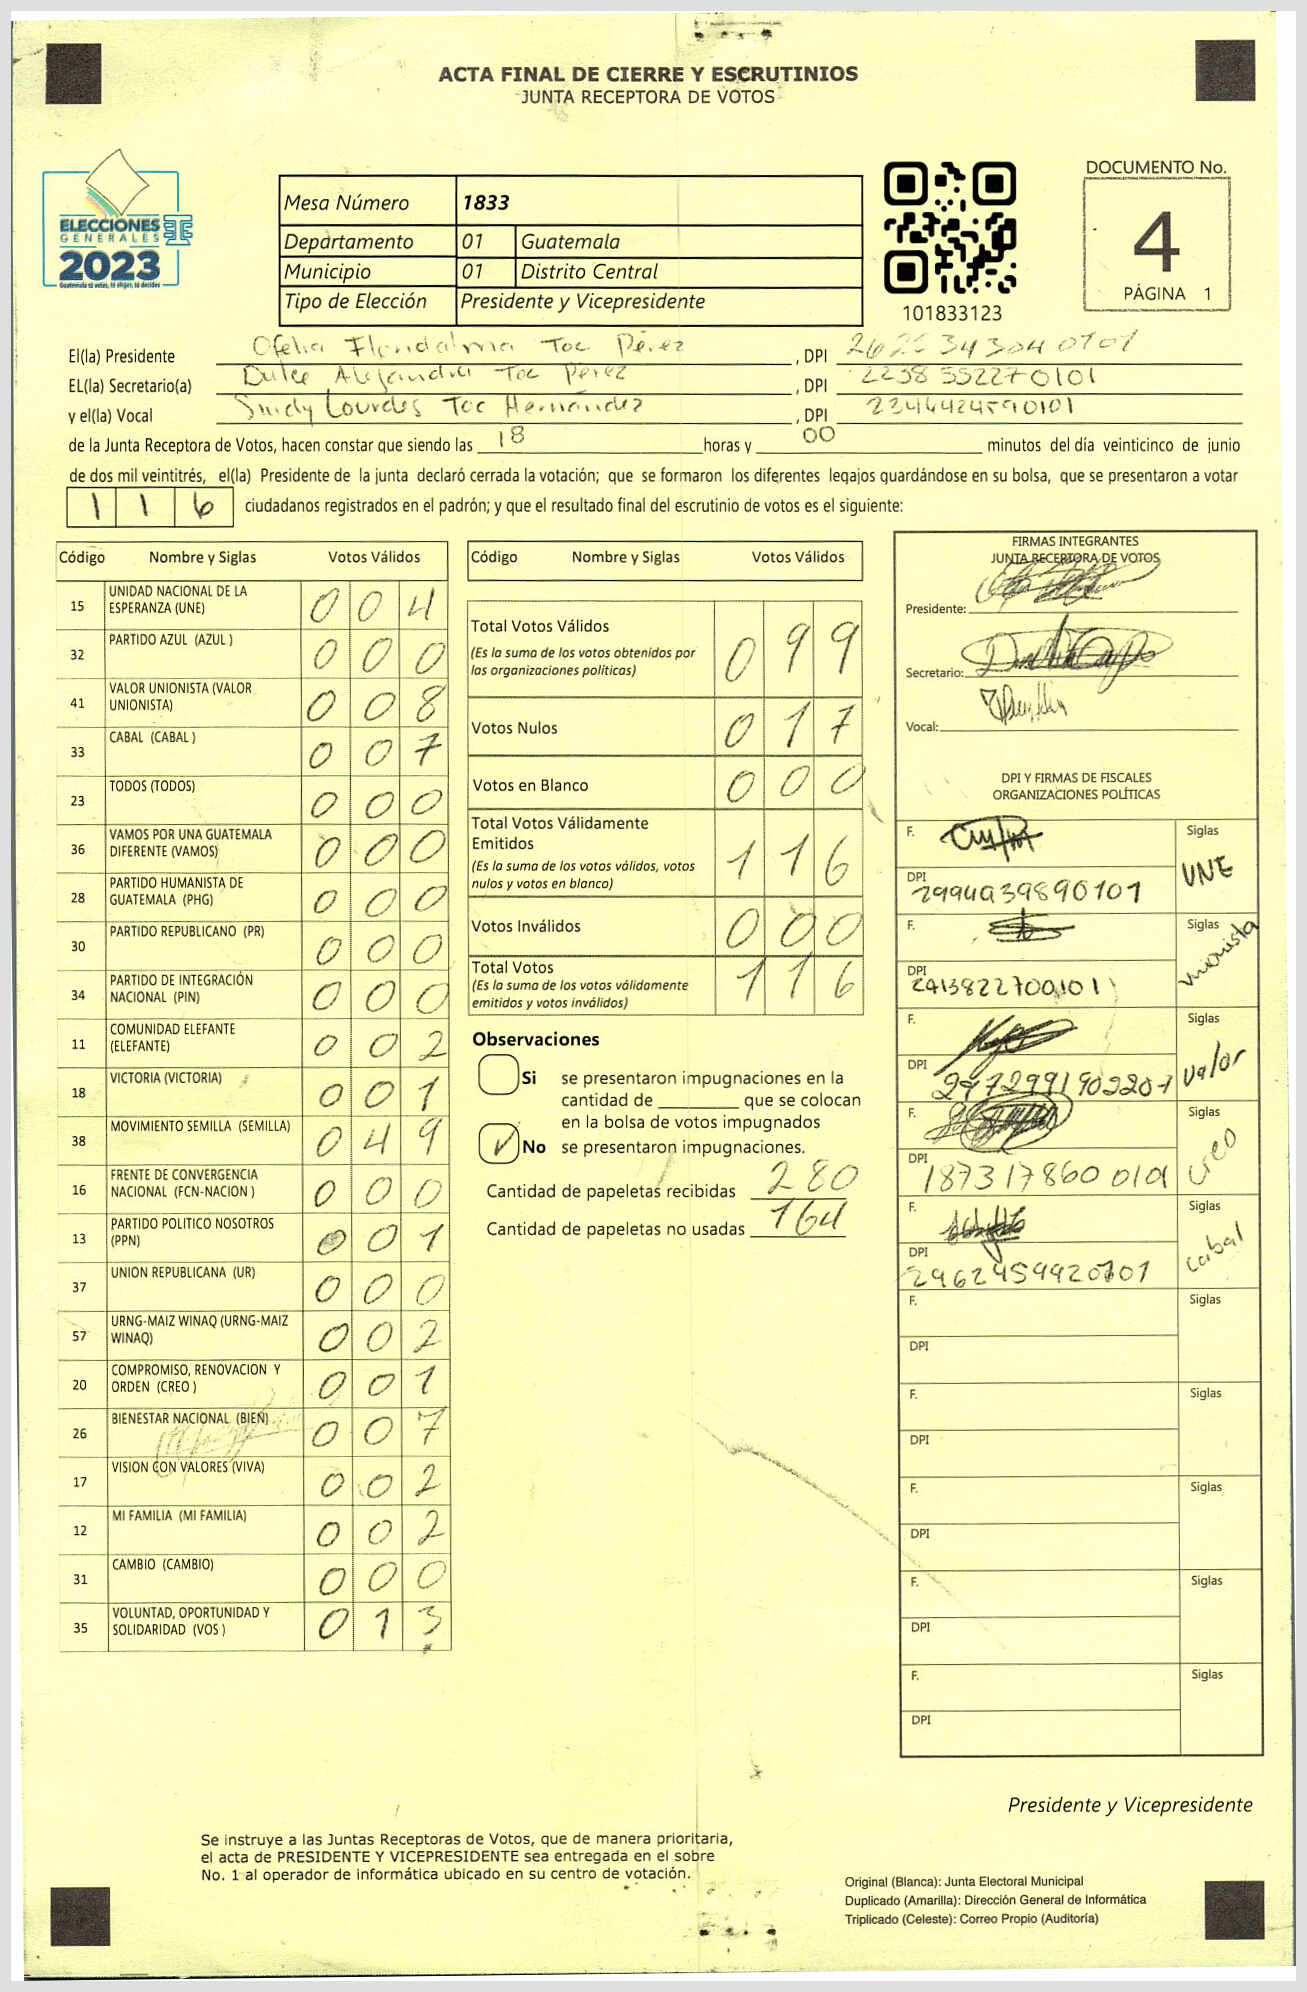 ACTA FINAL DE CIERRE Y ESCRUTINIOS
JUNTA RECEPTORA DE VOTOS
ELECCIONES
GENERALES
2023
Guatemala tú votas, tú eliges, tú decides
Mesa Número 1833
Departamento 01 Guatemala
Municipio 01 Distrito Central
Tipo de Elección Presidente y Vicepresidente
101833123
DOCUMENTO No.
4
PÁGINA 1
El(la) Presidente Ofelia Floridalma Toc Pérez , DPI
EL(la) Secretario(a) Dulce Alejandra Toc Pérez , DPI 2258 552270101
y el(la) Vocal Sindy Lourdes Toc Hernández , DPI 2344424590101
de la Junta Receptora de Votos, hacen constar que siendo las 18 horas y 00 minutos del día veinticinco de junio
de dos mil veintitrés, el(la) Presidente de la junta declaró cerrada la votación; que se formaron los diferentes legajos guardándose en su bolsa, que se presentaron a votar
1 1 6 ciudadanos registrados en el padrón; y que el resultado final del escrutinio de votos es el siguiente:
Código Nombre y Siglas Votos Válidos
15 UNIDAD NACIONAL DE LA ESPERANZA (UNE) 0 0 4
32 PARTIDO AZUL (AZUL ) 0 0 0
41 VALOR UNIONISTA (VALOR UNIONISTA) 0 0 8
33 CABAL (CABAL ) 0 0 7
23 TODOS (TODOS) 0 0 0
36 VAMOS POR UNA GUATEMALA DIFERENTE (VAMOS) 0 0 0
28 PARTIDO HUMANISTA DE GUATEMALA (PHG) 0 0 0
30 PARTIDO REPUBLICANO (PR) 0 0 0
34 PARTIDO DE INTEGRACIÓN NACIONAL (PIN) 0 0 0
11 COMUNIDAD ELEFANTE (ELEFANTE) 0 0 2
18 VICTORIA (VICTORIA) 0 0 1
38 MOVIMIENTO SEMILLA (SEMILLA) 0 4 9
16 FRENTE DE CONVERGENCIA NACIONAL (FCN-NACION ) 0 0 0
13 PARTIDO POLITICO NOSOTROS (PPN) 0 0 1
37 UNION REPUBLICANA (UR) 0 0 0
57 URNG-MAIZ WINAQ (URNG-MAIZ WINAQ) 0 0 2
20 COMPROMISO, RENOVACION Y ORDEN (CREO ) 0 0 1
26 BIENESTAR NACIONAL (BIEN) 0 0 7
17 VISION CON VALORES (VIVA) 0 0 2
12 MI FAMILIA (MI FAMILIA) 0 0 2
31 CAMBIO (CAMBIO) 0 0 0
35 VOLUNTAD, OPORTUNIDAD Y SOLIDARIDAD (VOS ) 0 1 3
Código Nombre y Siglas Votos Válidos
Total Votos Válidos 0 9 9
(Es la suma de los votos obtenidos por
las organizaciones políticas)
Votos Nulos 0 1 7
Votos en Blanco 0 0 0
Total Votos Válidamente
Emitidos 1 1 6
(Es la suma de los votos válidos, votos
nulos y votos en blanco)
Votos Inválidos 0 0 0
Total Votos 1 1 6
(Es la suma de los votos válidamente
emitidos y votos inválidos)
Observaciones
Si se presentaron impugnaciones en la
cantidad de ________ que se colocan
en la bolsa de votos impugnados
✓ No se presentaron impugnaciones.
Cantidad de papeletas recibidas 280
Cantidad de papeletas no usadas 164
FIRMAS INTEGRANTES
JUNTA RECEPTORA DE VOTOS
Presidente:
Secretario:
Vocal:
DPI Y FIRMAS DE FISCALES
ORGANIZACIONES POLÍTICAS
F. Siglas UNE
DPI 2994939890101
F. Siglas unionista
DPI 2413822700101
F. Siglas valor
DPI
F. Siglas creo
DPI 187317860 0101
F. Siglas cabal
DPI 2962459920101
F. Siglas
DPI
F. Siglas
DPI
F. Siglas
DPI
F. Siglas
DPI
F. Siglas
DPI
Presidente y Vicepresidente
Se instruye a las Juntas Receptoras de Votos, que de manera prioritaria,
el acta de PRESIDENTE Y VICEPRESIDENTE sea entregada en el sobre
No. 1 al operador de informática ubicado en su centro de votación.
Original (Blanca): Junta Electoral Municipal
Duplicado (Amarilla): Dirección General de Informática
Triplicado (Celeste): Correo Propio (Auditoría)